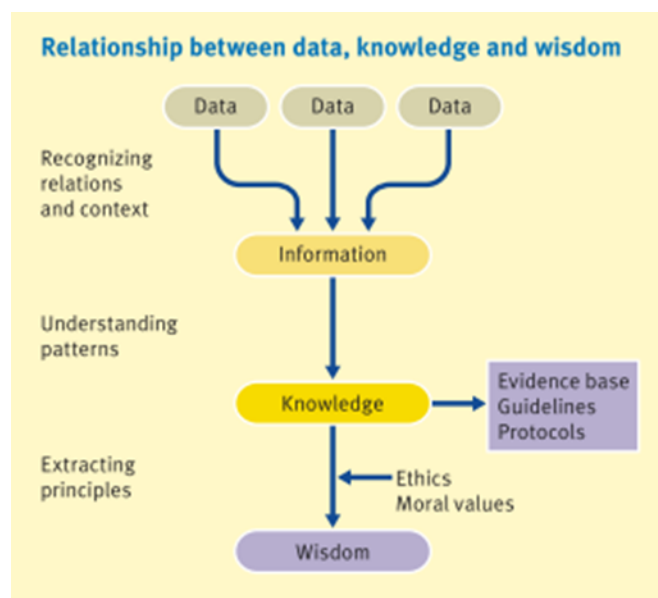 Relationship between data, knowledge and wisdom
Data
Data
Data
Recognizing
relations
and context
Information
Understanding
patterns
Knowledge
Evidence base
Guidelines
Protocols
Extracting
principles
Ethics
Moral values
Wisdom